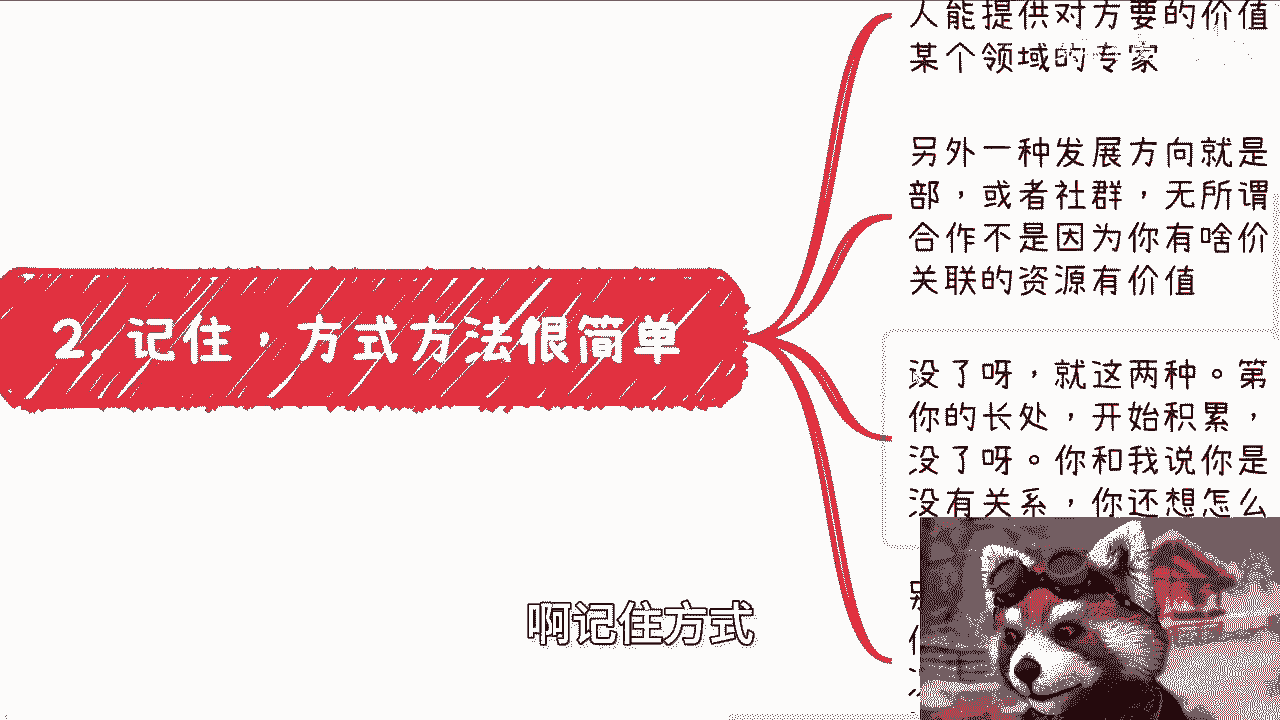 2. 记住，方式方法很简单
人能提供对方要的价值
某个领域的专家
另外一种发展方向就是
部，或者社群，无所谓
合作不是因为你有啥价
关联的资源有价值
没了呀，就这两种。第
你的长处，开始积累，
没了呀。你和我说你是
没有关系，你还想怎么
啊记住方式